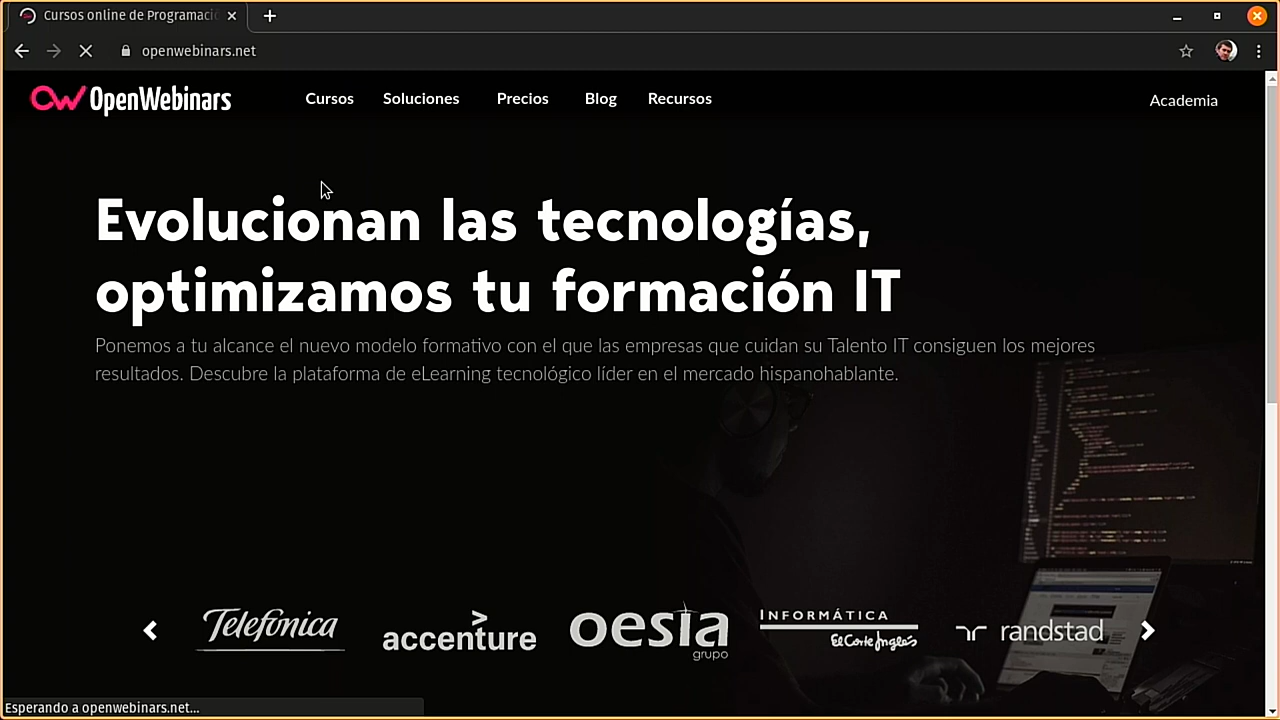 Cursos online de Programació
openwebinars.net
OpenWebinars
Cursos
Soluciones
Precios
Blog
Recursos
Academia
Evolucionan las tecnologías,
optimizamos tu formación IT
Ponemos a tu alcance el nuevo modelo formativo con el que las empresas que cuidan su Talento IT consiguen los mejores
resultados. Descubre la plataforma de eLearning tecnológico líder en el mercado hispanohablante.
Telefónica
accenture
oesia
grupo
INFORMÁTICA
El Corte Inglés
randstad
Esperando a openwebinars.net...